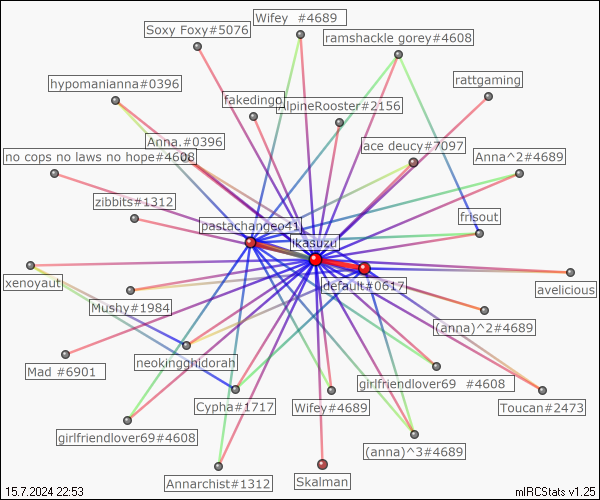 Wifey  #4689
Soxy Foxy#5076
ramshackle gorey#4608
rattgaming
hypomanianna#0396
fakedingo
AlpineRooster#2156
Anna.#0396
ace deucy#7097
no cops no laws no hope#4608
Anna^2#4689
zibbits#1312
pastachangeo41
frisout
ikasuzu
xenoyaut
default#0617
avelicious
Mushy#1984
(anna)^2#4689
neokingghidorah
Mad #6901
girlfriendlover69  #4608
Cypha#1717
Wifey#4689
Toucan#2473
girlfriendlover69#4608
(anna)^3#4689
Annarchist#1312
Skalman
15.7.2024 22:53
mIRCStats v1.25